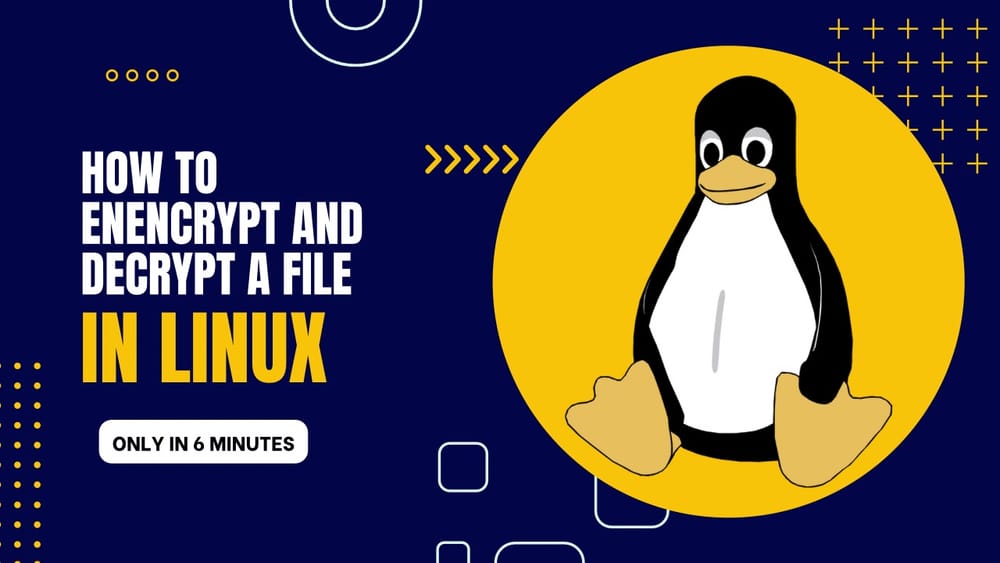 HOW TO
ENENCRYPT AND
DECRYPT A FILE
IN LINUX
ONLY IN 6 MINUTES